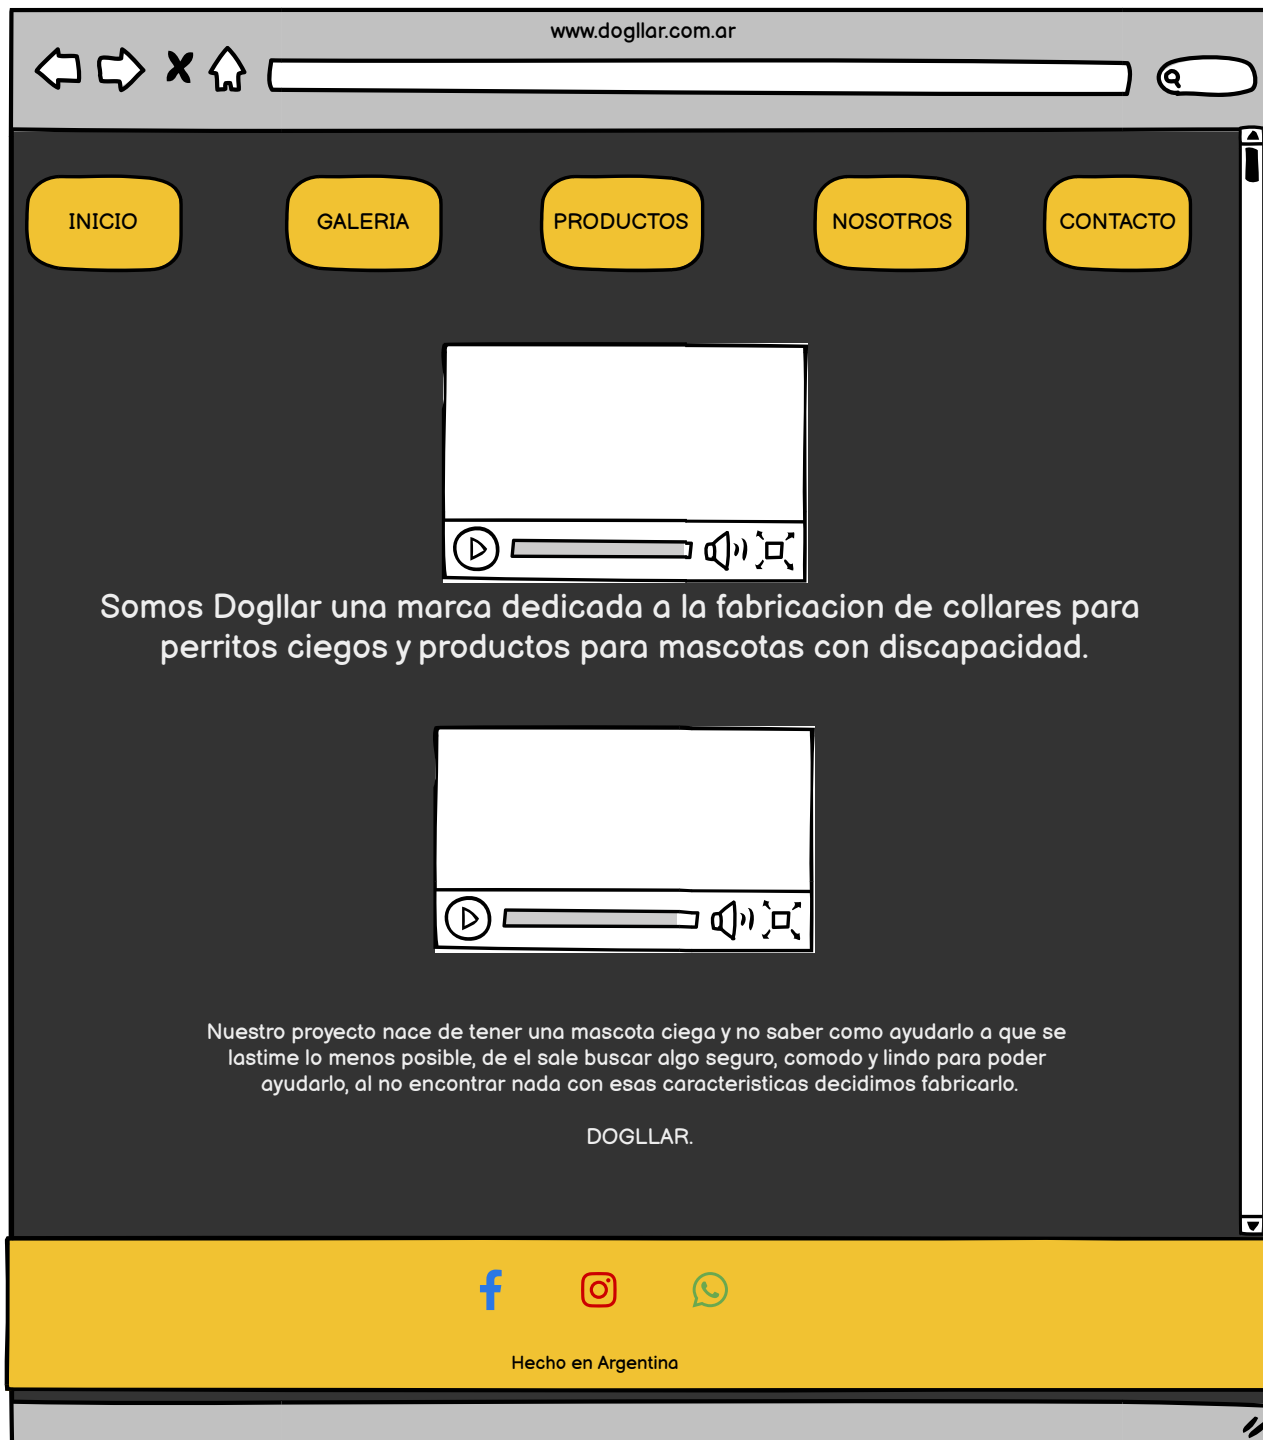 www.dogllar.com.ar
INICIO
GALERIA
PRODUCTOS
NOSOTROS
CONTACTO
Somos Dogllar una marca dedicada a la fabricacion de collares para
perritos ciegos y productos para mascotas con discapacidad.
Nuestro proyecto nace de tener una mascota ciega y no saber como ayudarlo a que se
lastime lo menos posible, de el sale buscar algo seguro, comodo y lindo para poder
ayudarlo, al no encontrar nada con esas caracteristicas decidimos fabricarlo.
DOGLLAR.
Hecho en Argentina